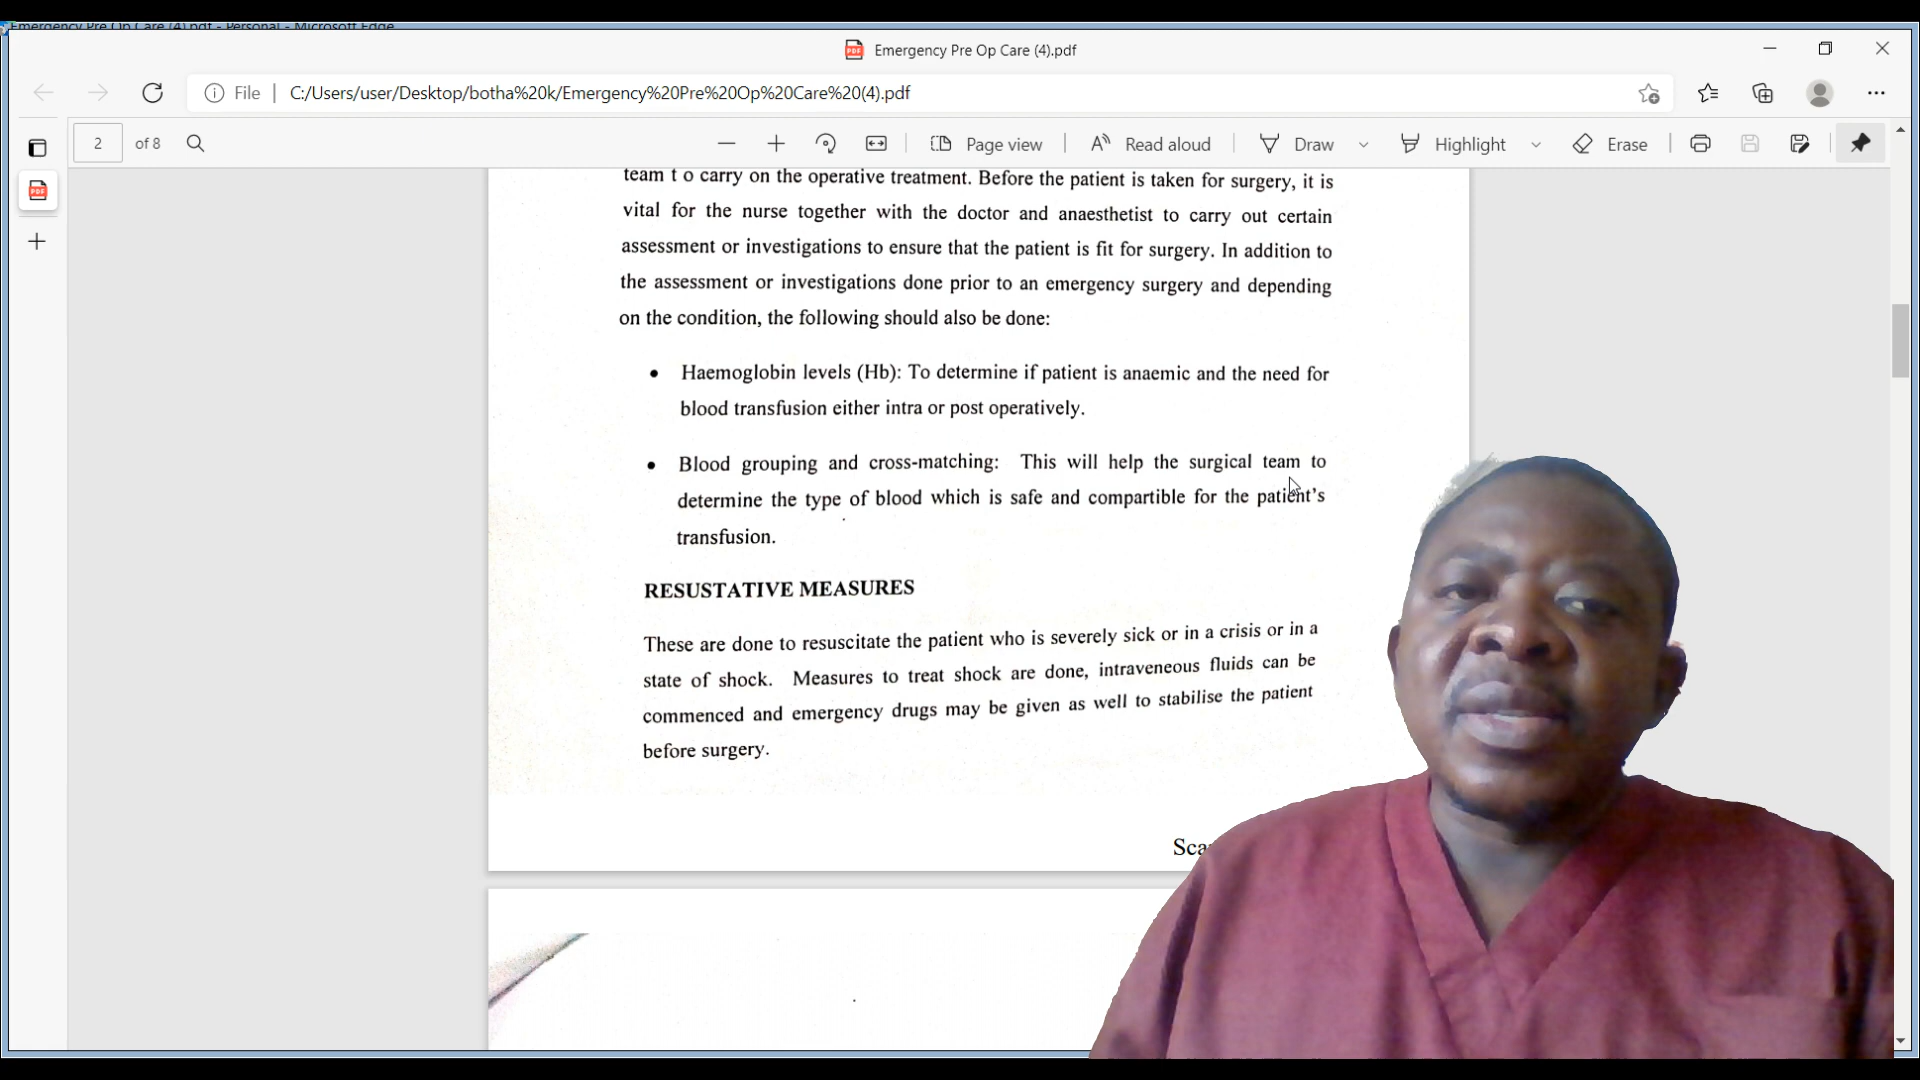 Emergency Pre Op Care (4).pdf - Personal - Microsoft Edge
Emergency Pre Op Care (4).pdf
File
C:/Users/user/Desktop/botha%20k/Emergency%20Pre%20Op%20Care%20(4).pdf
2 of 8
Page view
Read aloud
Draw
Highlight
Erase
team t o carry on the operative treatment. Before the patient is taken for surgery, it is
vital for the nurse together with the doctor and anaesthetist to carry out certain
assessment or investigations to ensure that the patient is fit for surgery. In addition to
the assessment or investigations done prior to an emergency surgery and depending
on the condition, the following should also be done:
• Haemoglobin levels (Hb): To determine if patient is anaemic and the need for
blood transfusion either intra or post operatively.
• Blood grouping and cross-matching: This will help the surgical team to
determine the type of blood which is safe and compartible for the patient's
transfusion.
RESUSTATIVE MEASURES
These are done to resuscitate the patient who is severely sick or in a crisis or in a
state of shock. Measures to treat shock are done, intraveneous fluids can be
commenced and emergency drugs may be given as well to stabilise the patient
before surgery.